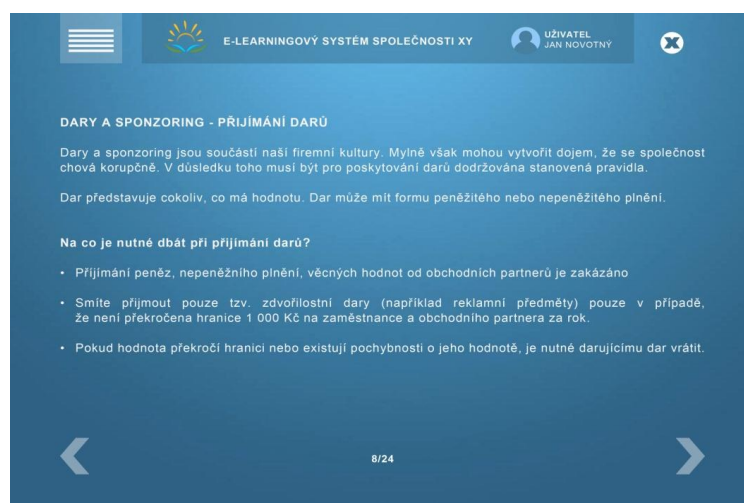 E-LEARNINGOVÝ SYSTÉM SPOLEČNOSTI XY
UŽIVATEL
JAN NOVOTNÝ
X
DARY A SPONZORING - PŘIJÍMÁNÍ DARŮ
Dary a sponzoring jsou součástí naší firemní kultury. Mylně však mohou vytvořit dojem, že se společnost
chová korupčně. V důsledku toho musí být pro poskytování darů dodržována stanovená pravidla.
Dar představuje cokoliv, co má hodnotu. Dar může mít formu peněžitého nebo nepeněžitého plnění.
Na co je nutné dbát při přijímání darů?
• Příjímání peněz, nepeněžního plnění, věcných hodnot od obchodních partnerů je zakázáno
• Smíte přijmout pouze tzv. zdvořilostní dary (například reklamní předměty) pouze v případě,
že není překročena hranice 1 000 Kč na zaměstnance a obchodního partnera za rok.
• Pokud hodnota překročí hranici nebo existují pochybnosti o jeho hodnotě, je nutné darujícímu dar vrátit.
8/24